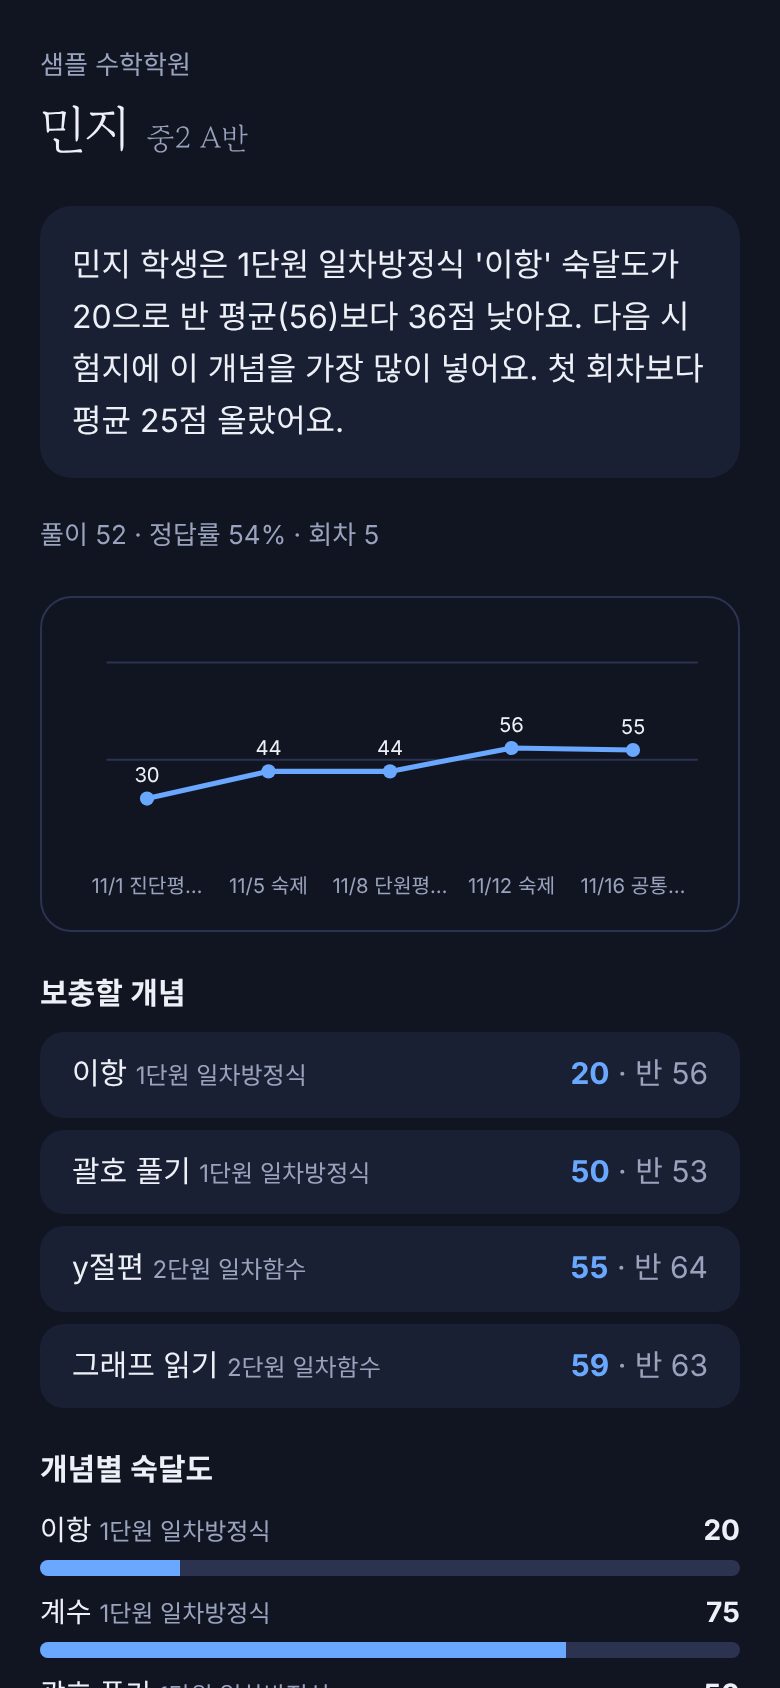 샘플 수학학원
민지 중2 A반
민지 학생은 1단원 일차방정식 '이항' 숙달도가
20으로 반 평균(56)보다 36점 낮아요. 다음 시
험지에 이 개념을 가장 많이 넣어요. 첫 회차보다
평균 25점 올랐어요.
풀이 52 · 정답률 54% · 회차 5
30 44 44 56 55
11/1 진단평... 11/5 숙제 11/8 단원평... 11/12 숙제 11/16 공통...
보충할 개념
이항 1단원 일차방정식 20 · 반 56
괄호 풀기 1단원 일차방정식 50 · 반 53
y절편 2단원 일차함수 55 · 반 64
그래프 읽기 2단원 일차함수 59 · 반 63
개념별 숙달도
이항 1단원 일차방정식 20
계수 1단원 일차방정식 75